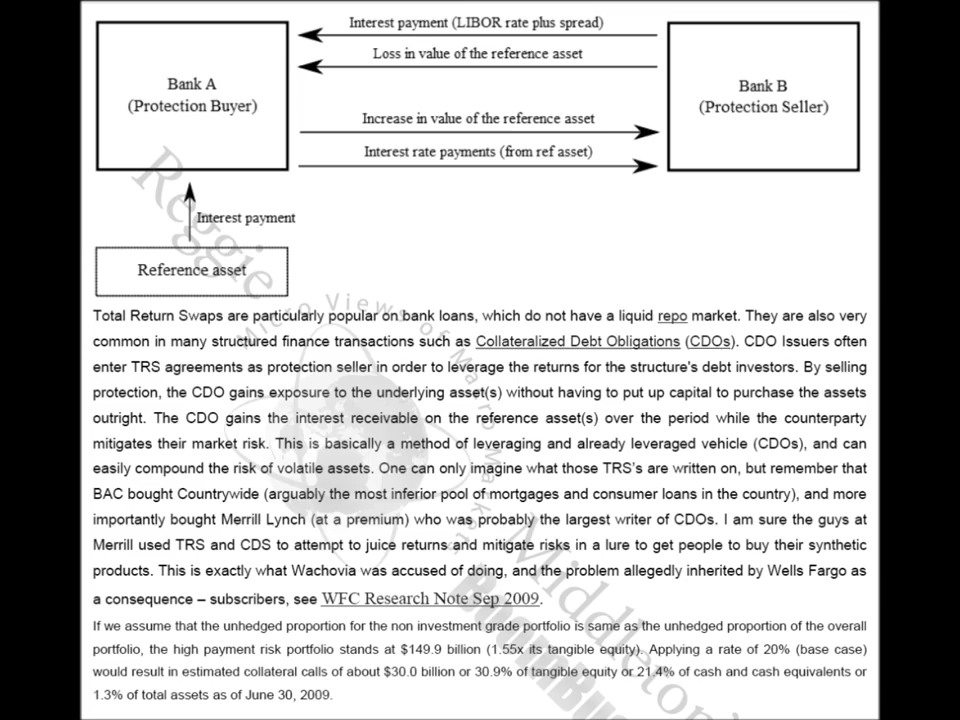 Interest payment (LIBOR rate plus spread)
Loss in value of the reference asset
Bank A
(Protection Buyer)
Bank B
(Protection Seller)
Increase in value of the reference asset
Interest rate payments (from ref asset)
Interest payment
Reference asset
Reggie Middleton
Micro Views of Macro Markets
BoomBus
Total Return Swaps are particularly popular on bank loans, which do not have a liquid repo market. They are also very
common in many structured finance transactions such as Collateralized Debt Obligations (CDOs). CDO Issuers often
enter TRS agreements as protection seller in order to leverage the returns for the structure's debt investors. By selling
protection, the CDO gains exposure to the underlying asset(s) without having to put up capital to purchase the assets
outright. The CDO gains the interest receivable on the reference asset(s) over the period while the counterparty
mitigates their market risk. This is basically a method of leveraging and already leveraged vehicle (CDOs), and can
easily compound the risk of volatile assets. One can only imagine what those TRS's are written on, but remember that
BAC bought Countrywide (arguably the most inferior pool of mortgages and consumer loans in the country), and more
importantly bought Merrill Lynch (at a premium) who was probably the largest writer of CDOs. I am sure the guys at
Merrill used TRS and CDS to attempt to juice returns and mitigate risks in a lure to get people to buy their synthetic
products. This is exactly what Wachovia was accused of doing, and the problem allegedly inherited by Wells Fargo as
a consequence – subscribers, see WFC Research Note Sep 2009.
If we assume that the unhedged proportion for the non investment grade portfolio is same as the unhedged proportion of the overall
portfolio, the high payment risk portfolio stands at $149.9 billion (1.55x its tangible equity). Applying a rate of 20% (base case)
would result in estimated collateral calls of about $30.0 billion or 30.9% of tangible equity or 21.4% of cash and cash equivalents or
1.3% of total assets as of June 30, 2009.